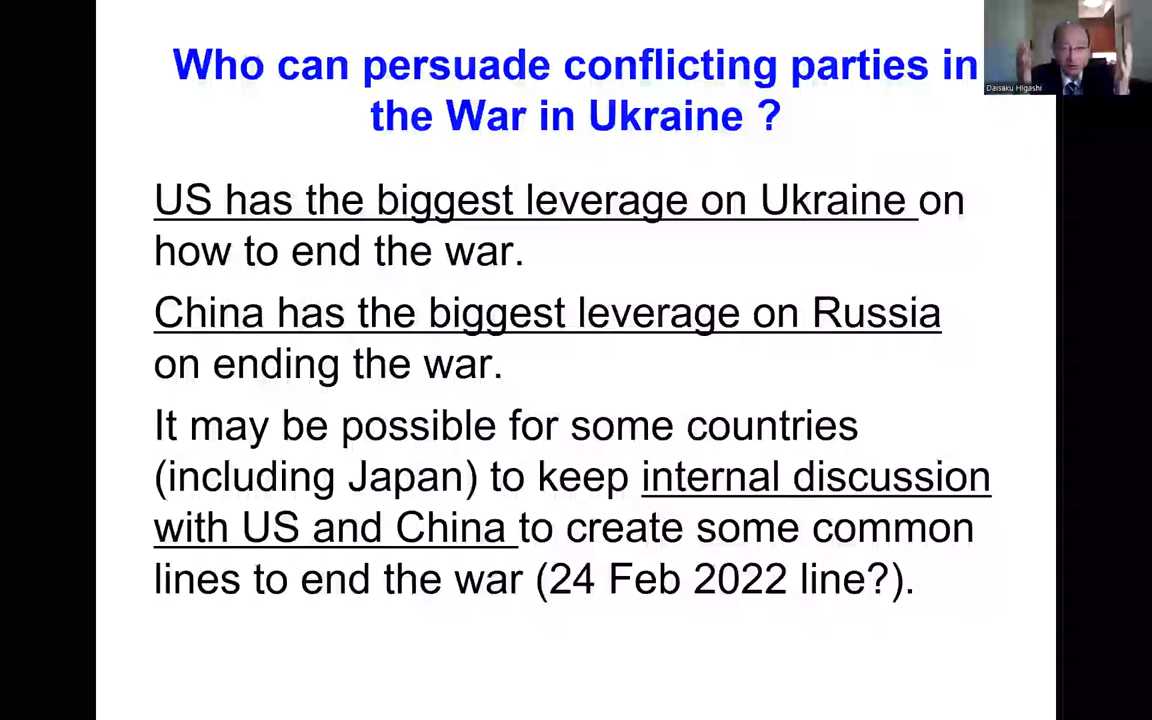 Who can persuade conflicting parties in
the War in Ukraine ?
Daisaku Higashi
US has the biggest leverage on Ukraine on
how to end the war.
China has the biggest leverage on Russia
on ending the war.
It may be possible for some countries
(including Japan) to keep internal discussion
with US and China to create some common
lines to end the war (24 Feb 2022 line?).